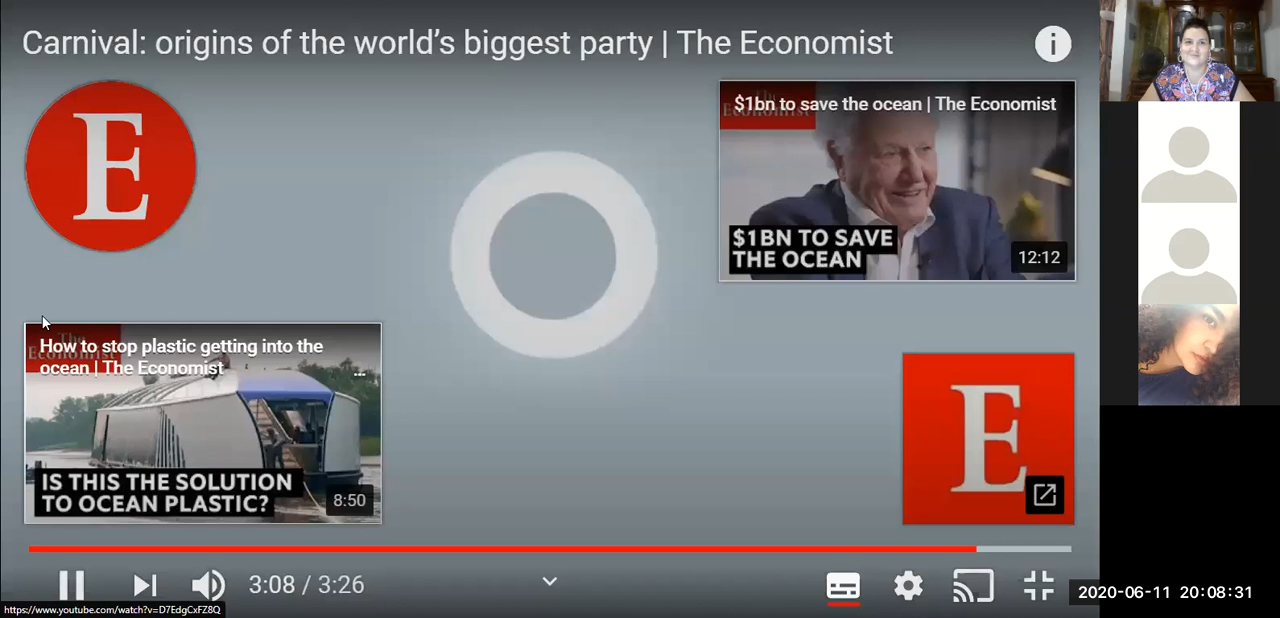 Carnival: origins of the world's biggest party | The Economist
i
E
$1bn to save the ocean | The Economist
$1BN TO SAVE
THE OCEAN
12:12
How to stop plastic getting into the
ocean | The Economist
...
IS THIS THE SOLUTION
TO OCEAN PLASTIC?
8:50
E
3:08 / 3:26
2020-06-11 20:08:31
https://www.youtube.com/watch?v=D7EdgCxFZ8Q